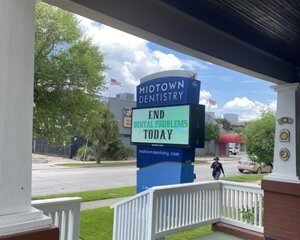 MIDTOWN
DENTISTRY
END
DENTAL PROBLEMS
TODAY
MIDTOWNDENTISTRY.COM